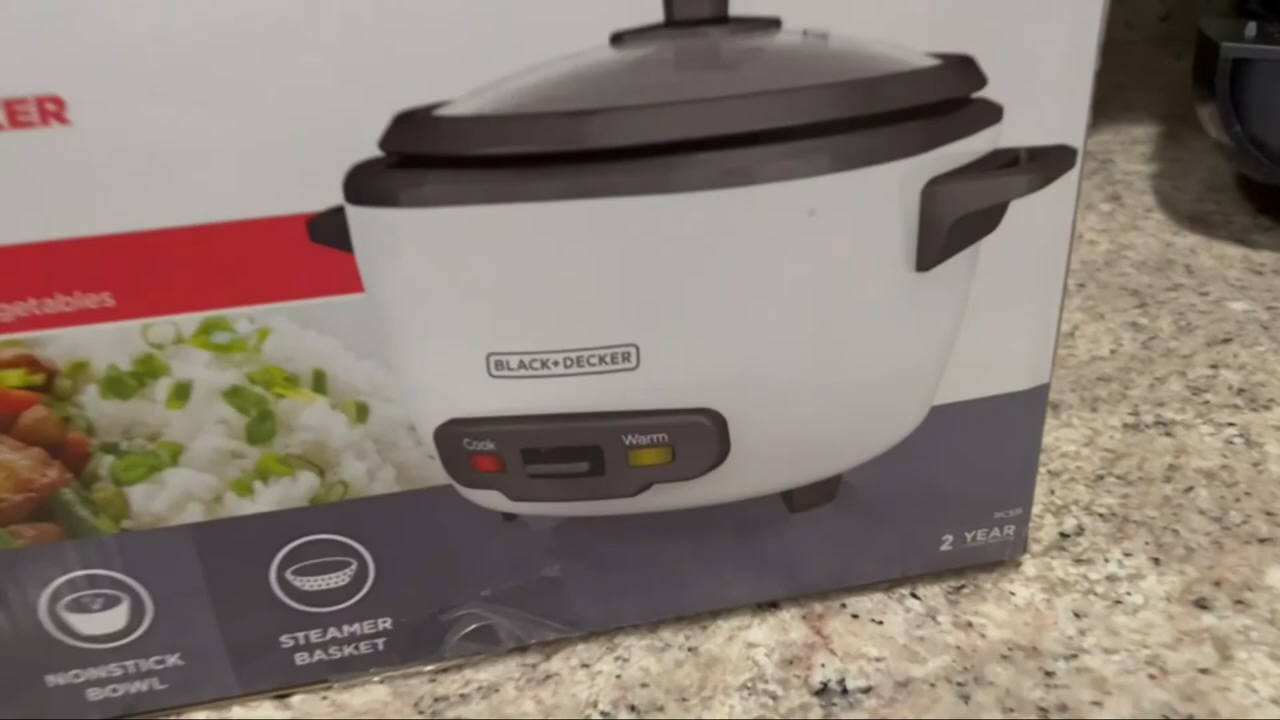 KER
getables
BLACK+DECKER
Cook
Warm
2 YEAR
STEAMER
BASKET
NONSTICK
BOWL